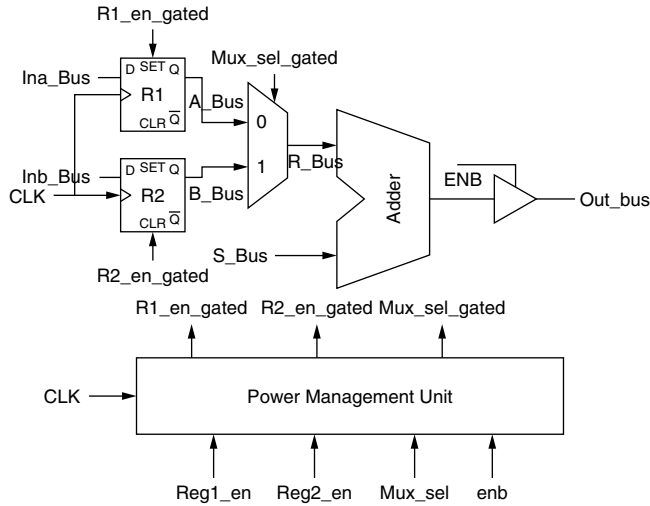 R1_en_gated
Ina_Bus
D SET Q
R1
CLR Q
A_Bus
Mux_sel_gated
0
1
R_Bus
Inb_Bus
CLK
D SET Q
R2
CLR Q
B_Bus
R2_en_gated
S_Bus
Adder
ENB
Out_bus
R1_en_gated
R2_en_gated
Mux_sel_gated
CLK
Power Management Unit
Reg1_en
Reg2_en
Mux_sel
enb